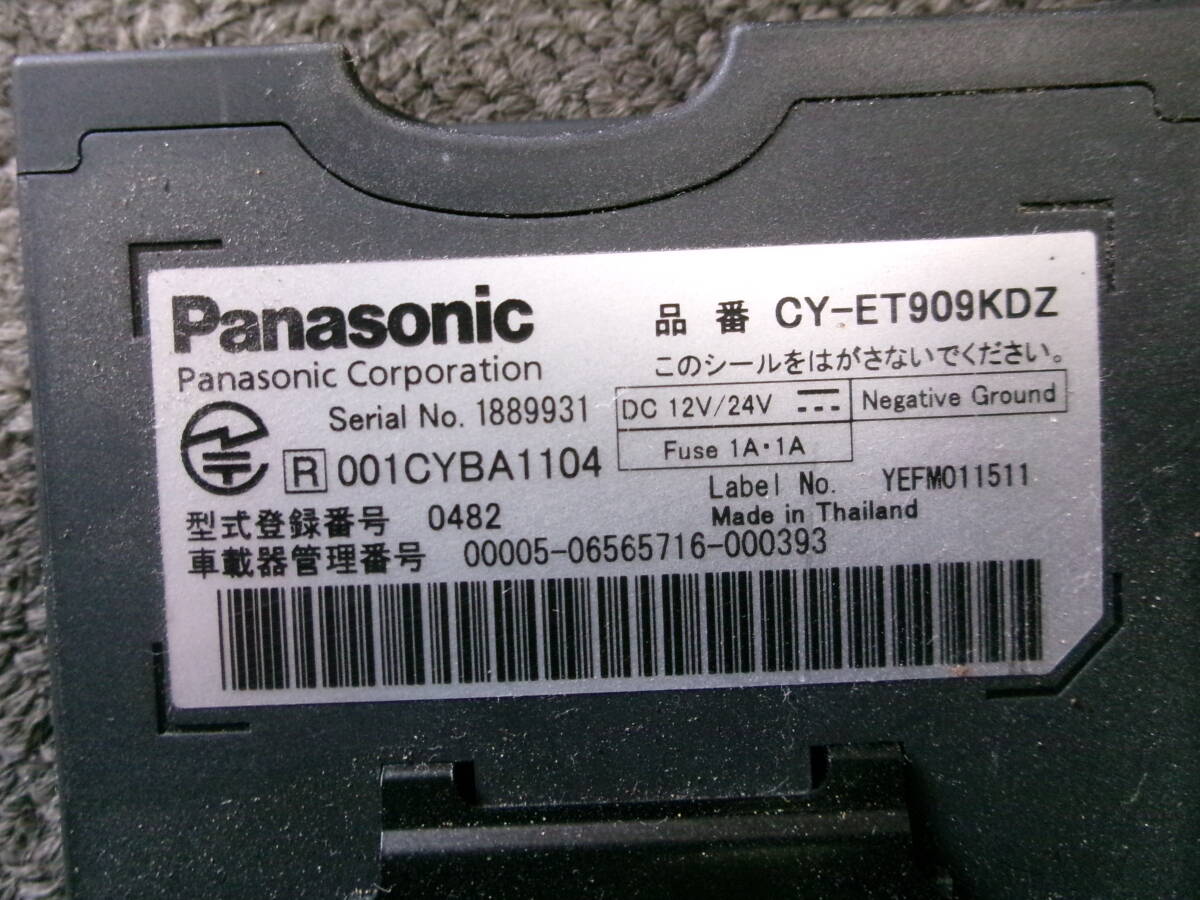 Panasonic
Panasonic Corporation
品 番 CY-ET909KDZ
このシールをはがさないでください。
Serial No. 1889931
DC 12V/24V
Negative Ground
Fuse 1A・1A
R 001CYBA1104
Label No. YEFM011511
Made in Thailand
型式登録番号 0482
車載器管理番号 00005-06565716-000393